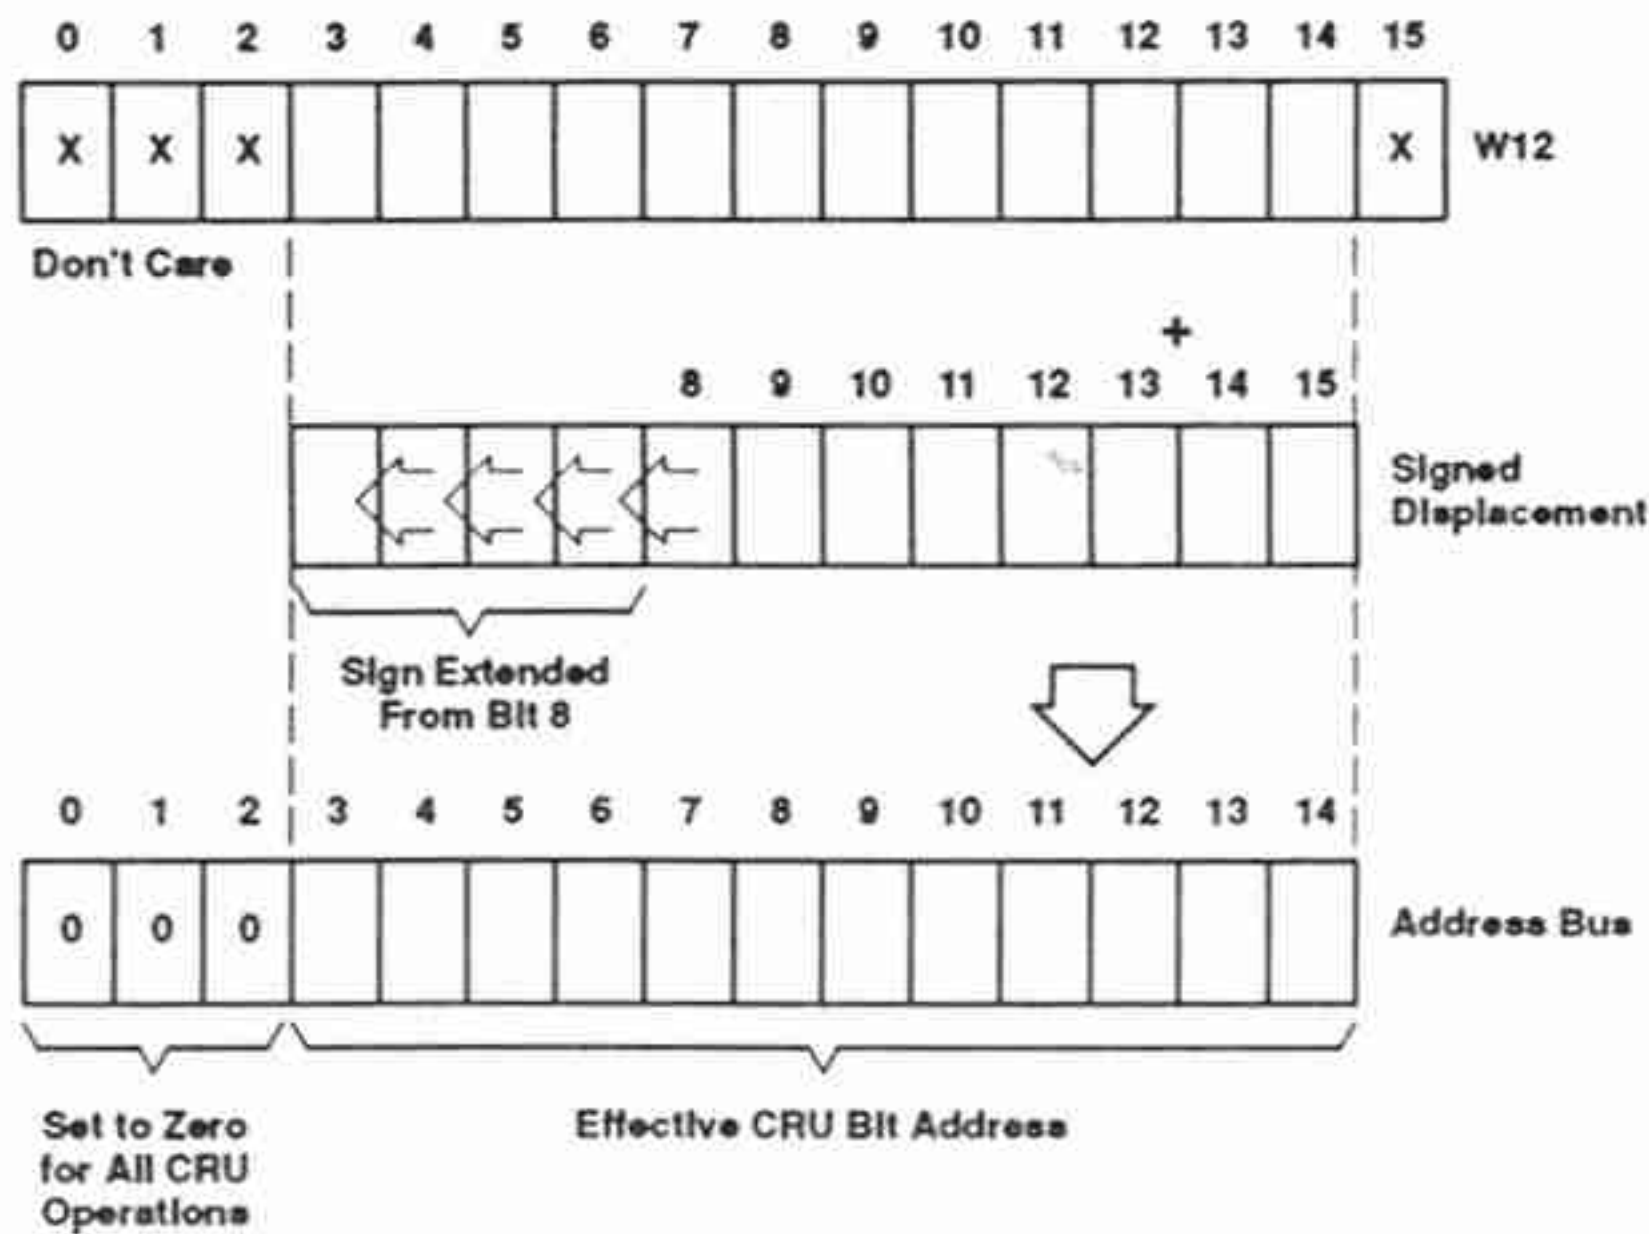 0 1 2 3 4 5 6 7 8 9 10 11 12 13 14 15
X X X X W12
Don't Care
+
8 9 10 11 12 13 14 15
Signed
Displacement
Sign Extended
From Bit 8
0 1 2 3 4 5 6 7 8 9 10 11 12 13 14
0 0 0 Address Bus
Set to Zero
for All CRU
Operations
Effective CRU Bit Address